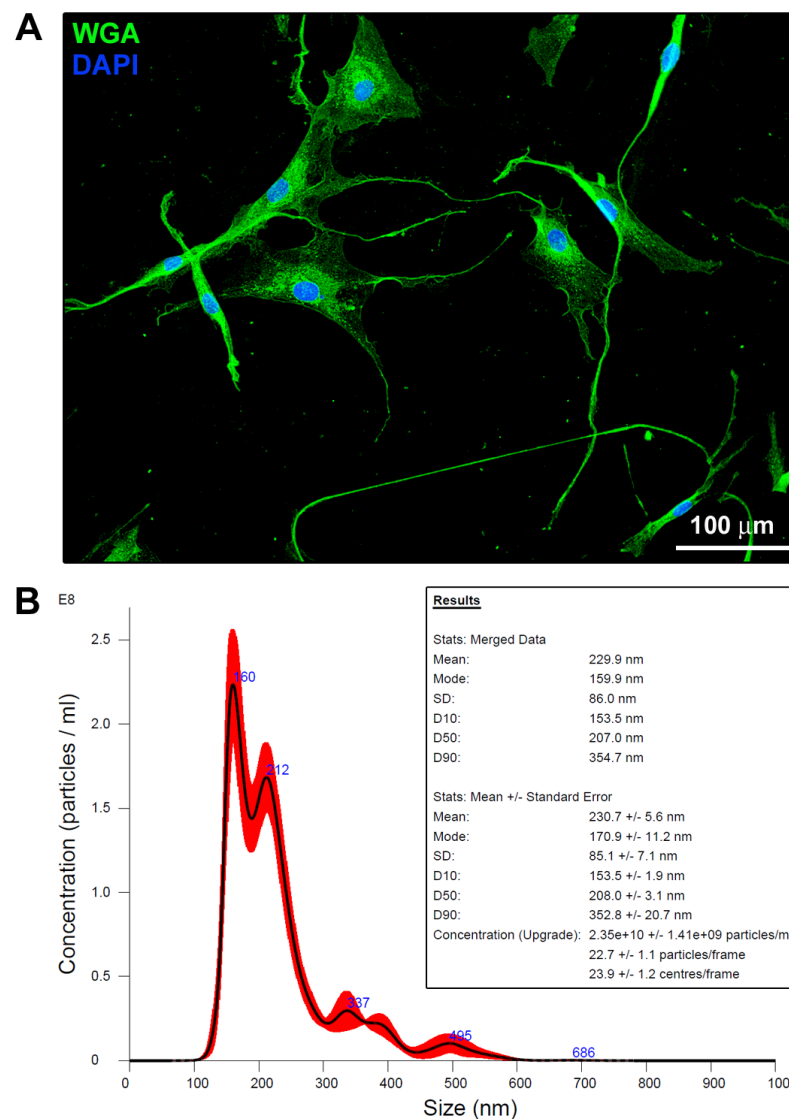 A
WGA
DAPI
100 μm
B
E8
Concentration (particles / ml)
2.5
2.0
1.5
1.0
0.5
0
160
212
337
495
686
0 100 200 300 400 500 600 700 800 900 100
Size (nm)
Results
Stats: Merged Data
Mean: 229.9 nm
Mode: 159.9 nm
SD: 86.0 nm
D10: 153.5 nm
D50: 207.0 nm
D90: 354.7 nm
Stats: Mean +/- Standard Error
Mean: 230.7 +/- 5.6 nm
Mode: 170.9 +/- 11.2 nm
SD: 85.1 +/- 7.1 nm
D10: 153.5 +/- 1.9 nm
D50: 208.0 +/- 3.1 nm
D90: 352.8 +/- 20.7 nm
Concentration (Upgrade): 2.35e+10 +/- 1.41e+09 particles/m
22.7 +/- 1.1 particles/frame
23.9 +/- 1.2 centres/frame